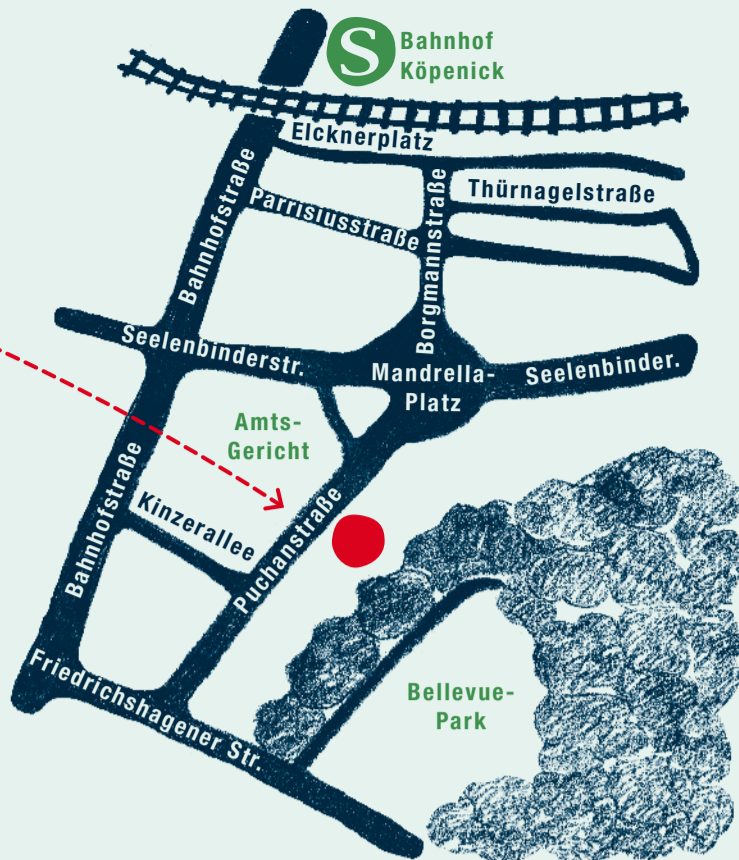 S
Bahnhof
Köpenick
Elcknerplatz
Thürnagelstraße
Parrisiusstraße
Borgmannstraße
Bahnhofstraße
Seelenbinderstr.
Mandrella-
Platz
Seelenbinder.
Amts-
Gericht
Bahnhofstraße
Kinzerallee
Puchanstraße
Friedrichshagener Str.
Bellevue-
Park